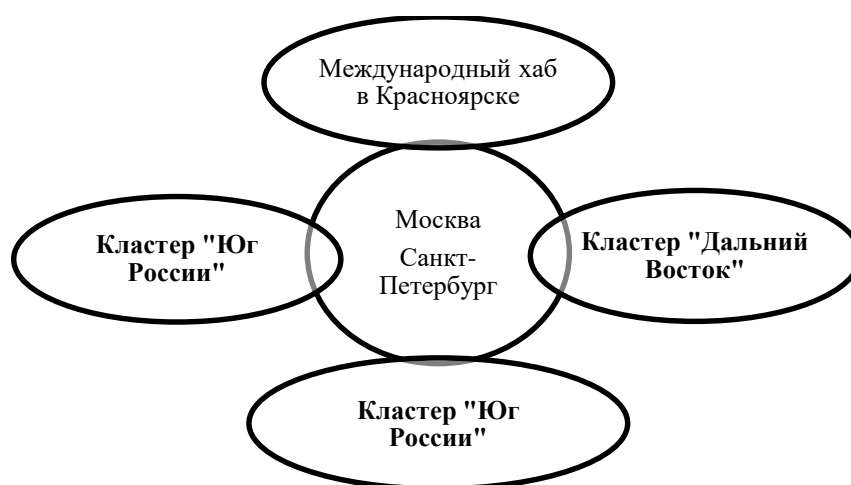 Международный хаб
в Красноярске
Москва
Санкт-
Петербург
Кластер "Юг
России"
Кластер "Дальний
Восток"
Кластер "Юг
России"